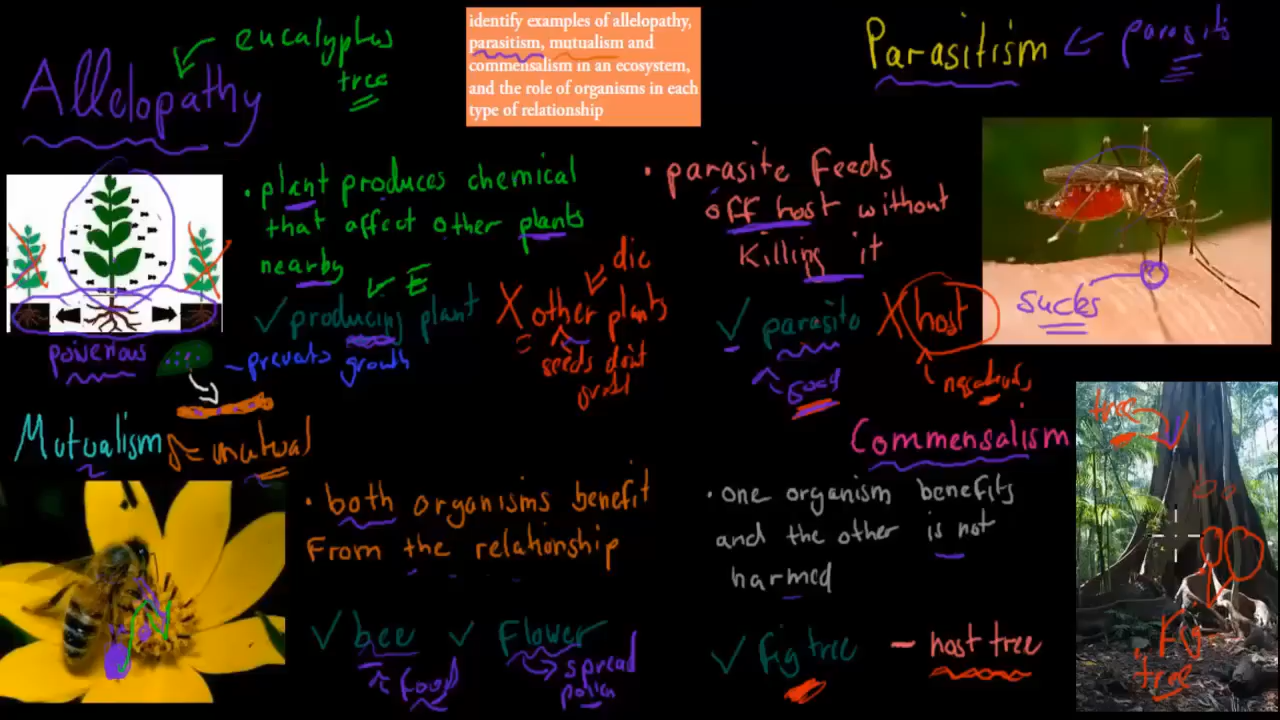 identify examples of allelopathy,
parasitism, mutualism and
commensalism in an ecosystem,
and the role of organisms in each
type of relationship
Allelopathy
eucalyptus
tree
• plant produces chemical
that affect other plants
nearby
E
✓ producing plant
X other plants
die
seeds don't
poisenous
- prevents growth
Parasitism ← parasite
• parasite feeds
off host without
killing it
✓ parasite X host
food
negatively
sucks
Mutualism
mutual
• both organisms benefit
from the relationship
✓ bee ✓ Flower
food
spread
pollen
Commensalism
• one organism benefits
and the other is not
harmed
✓ Fig tree - host tree
tree
Fig
tree